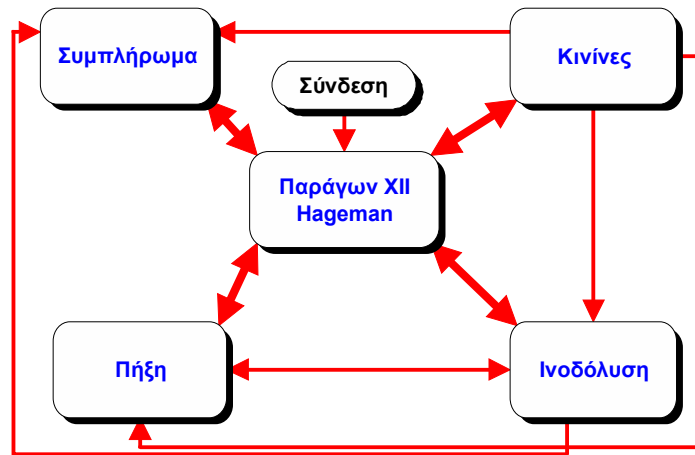 Συμπλήρωμα
Κινίνες
Σύνδεση
Παράγων XII
Hageman
Πήξη
Ινοδόλυση